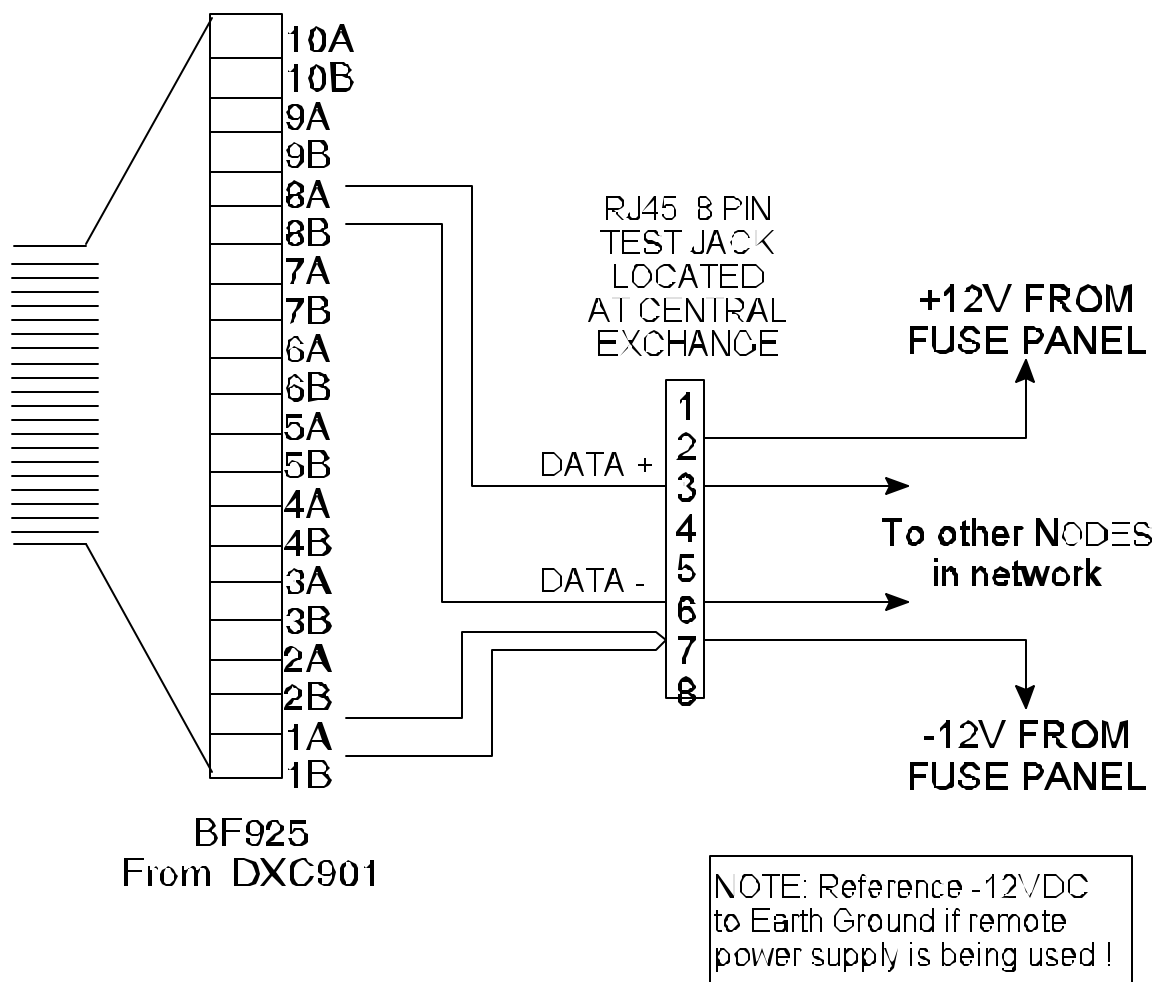 10A
10B
9A
9B
8A
8B
7A
7B
6A
6B
5A
5B
4A
4B
3A
3B
2A
2B
1A
1B
BF925
From DXC901
RJ45 8 PIN
TEST JACK
LOCATED
AT CENTRAL
EXCHANGE
1
2
3
4
5
6
7
8
DATA +
DATA -
+12V FROM
FUSE PANEL
To other NODES
in network
-12V FROM
FUSE PANEL
NOTE: Reference -12VDC
to Earth Ground if remote
power supply is being used !